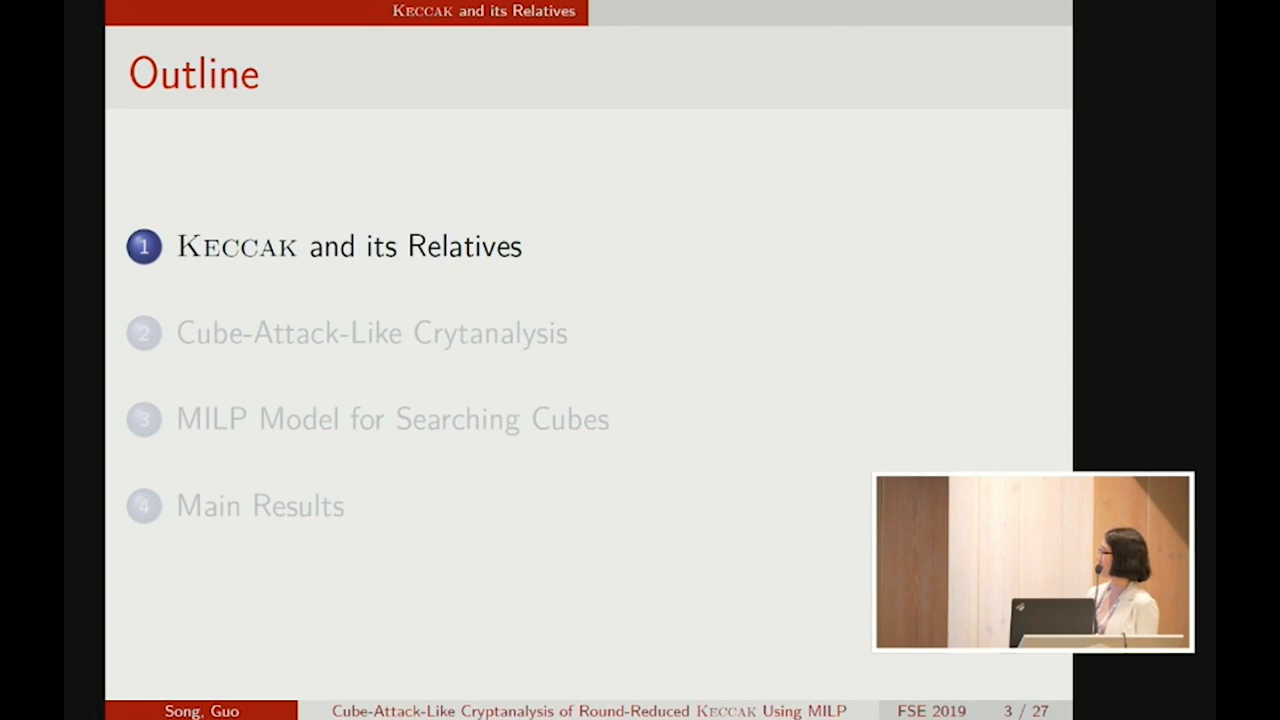 KECCAK and its Relatives
Outline
1 KECCAK and its Relatives
2 Cube-Attack-Like Crytanalysis
3 MILP Model for Searching Cubes
4 Main Results
Song, Guo Cube-Attack-Like Cryptanalysis of Round-Reduced KECCAK Using MILP FSE 2019 3 / 27